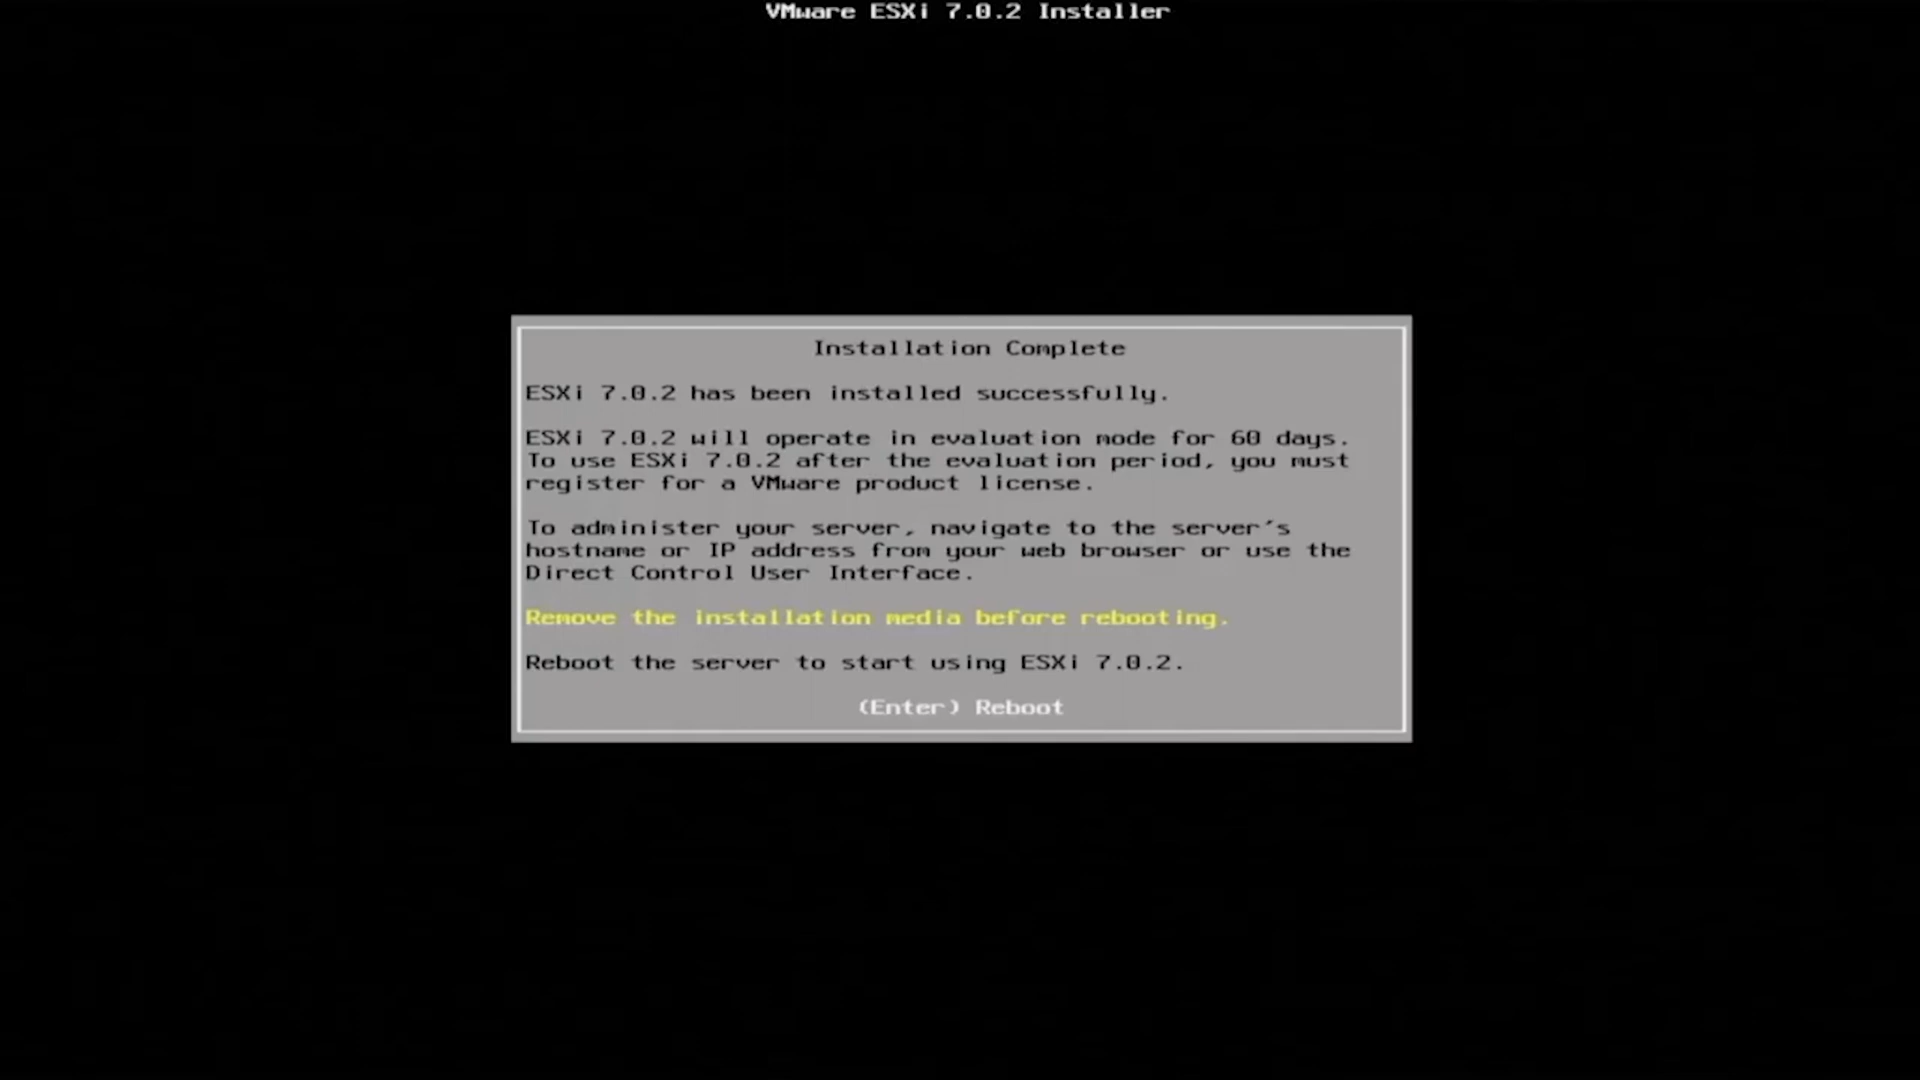 VMware ESXi 7.0.2 Installer
Installation Complete
ESXi 7.0.2 has been installed successfully.
ESXi 7.0.2 will operate in evaluation mode for 60 days.
To use ESXi 7.0.2 after the evaluation period, you must
register for a VMware product license.
To administer your server, navigate to the server's
hostname or IP address from your web browser or use the
Direct Control User Interface.
Remove the installation media before rebooting.
Reboot the server to start using ESXi 7.0.2.
(Enter) Reboot